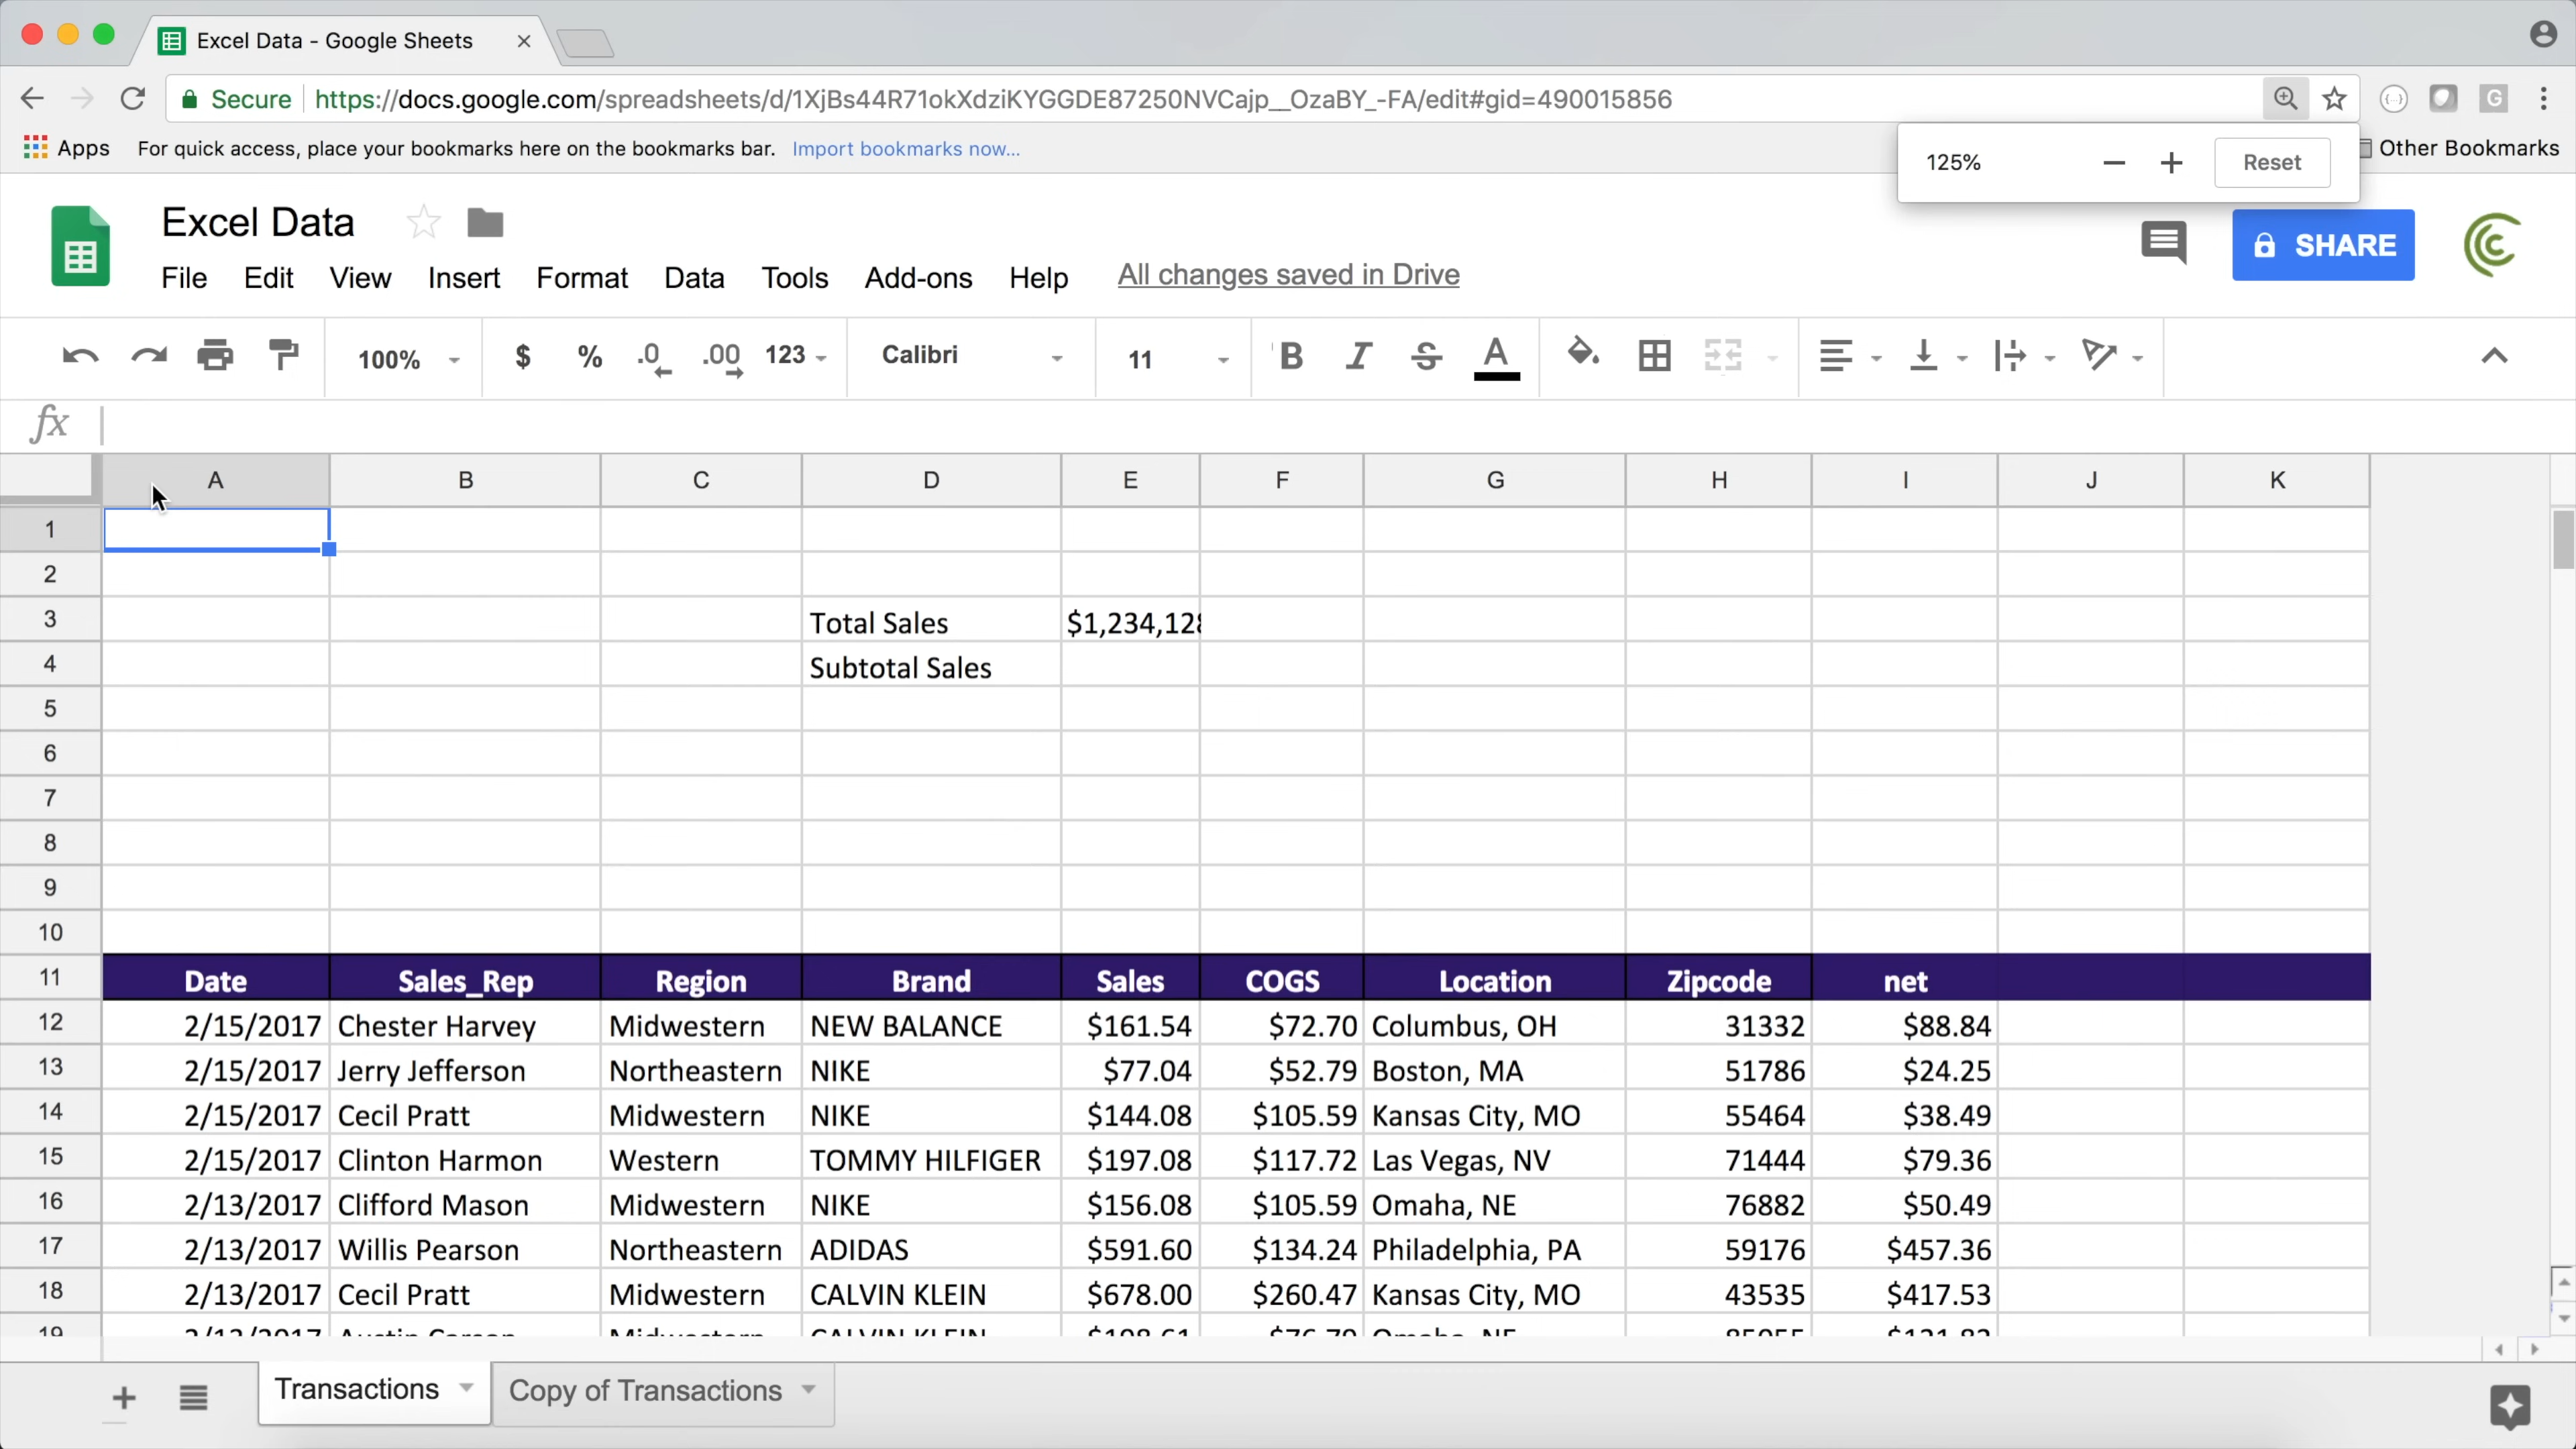 Excel Data - Google Sheets
Secure https://docs.google.com/spreadsheets/d/1XjBs44R71okXdziKYGGDE87250NVCajp__OzaBY_-FA/edit#gid=490015856
Apps For quick access, place your bookmarks here on the bookmarks bar. Import bookmarks now... Other Bookmarks
125% − + Reset
Excel Data
SHARE
File Edit View Insert Format Data Tools Add-ons Help All changes saved in Drive
100% $ % .0 .00 123 Calibri 11 B I S A
fx
A B C D E F G H I J K
1
2
3 Total Sales $1,234,128
4 Subtotal Sales
5
6
7
8
9
10
11 Date Sales_Rep Region Brand Sales COGS Location Zipcode net
12 2/15/2017 Chester Harvey Midwestern NEW BALANCE $161.54 $72.70 Columbus, OH 31332 $88.84
13 2/15/2017 Jerry Jefferson Northeastern NIKE $77.04 $52.79 Boston, MA 51786 $24.25
14 2/15/2017 Cecil Pratt Midwestern NIKE $144.08 $105.59 Kansas City, MO 55464 $38.49
15 2/15/2017 Clinton Harmon Western TOMMY HILFIGER $197.08 $117.72 Las Vegas, NV 71444 $79.36
16 2/13/2017 Clifford Mason Midwestern NIKE $156.08 $105.59 Omaha, NE 76882 $50.49
17 2/13/2017 Willis Pearson Northeastern ADIDAS $591.60 $134.24 Philadelphia, PA 59176 $457.36
18 2/13/2017 Cecil Pratt Midwestern CALVIN KLEIN $678.00 $260.47 Kansas City, MO 43535 $417.53
19 2/13/2017 Midwestern CALVIN KLEIN Omaha, NE
Transactions Copy of Transactions